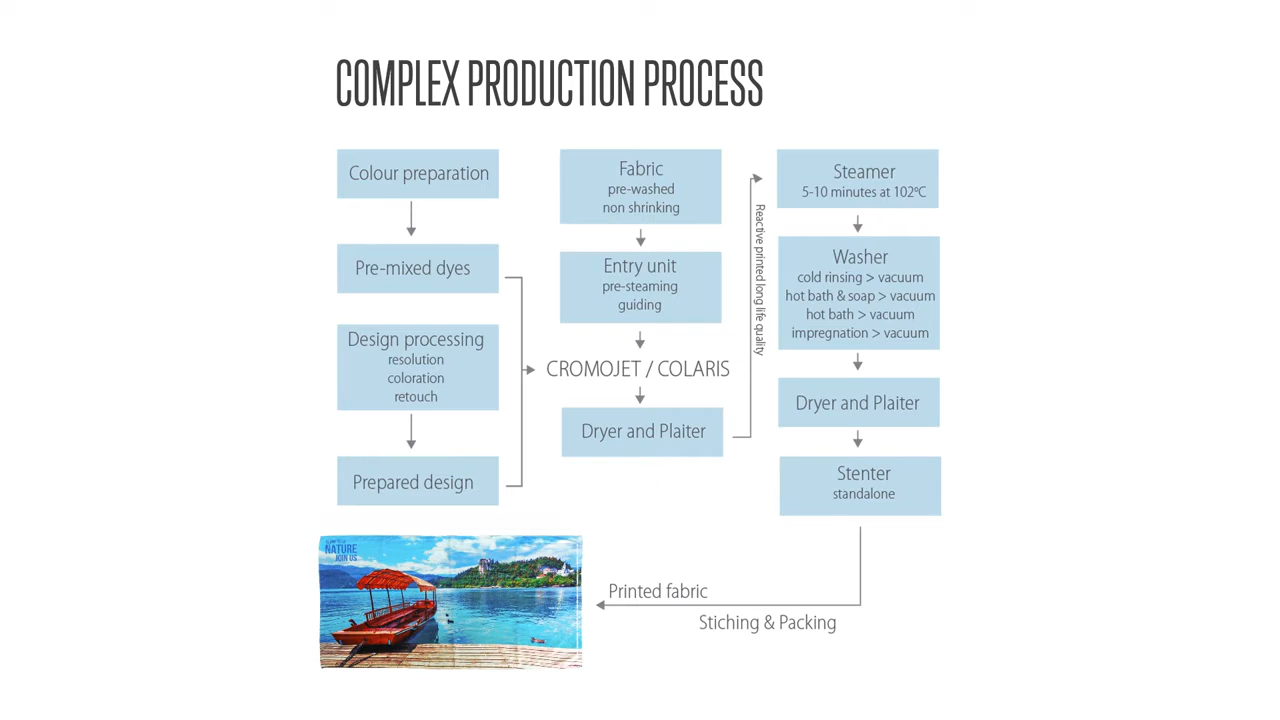 COMPLEX PRODUCTION PROCESS
Colour preparation
Pre-mixed dyes
Design processing
resolution
coloration
retouch
Prepared design
Fabric
pre-washed
non shrinking
Entry unit
pre-steaming
guiding
CROMOJET / COLARIS
Dryer and Plaiter
Reactive printed long life quality
Steamer
5-10 minutes at 102ºC
Washer
cold rinsing > vacuum
hot bath & soap > vacuum
hot bath > vacuum
impregnation > vacuum
Dryer and Plaiter
Stenter
standalone
Printed fabric
Stiching & Packing
NATURE
JOIN US